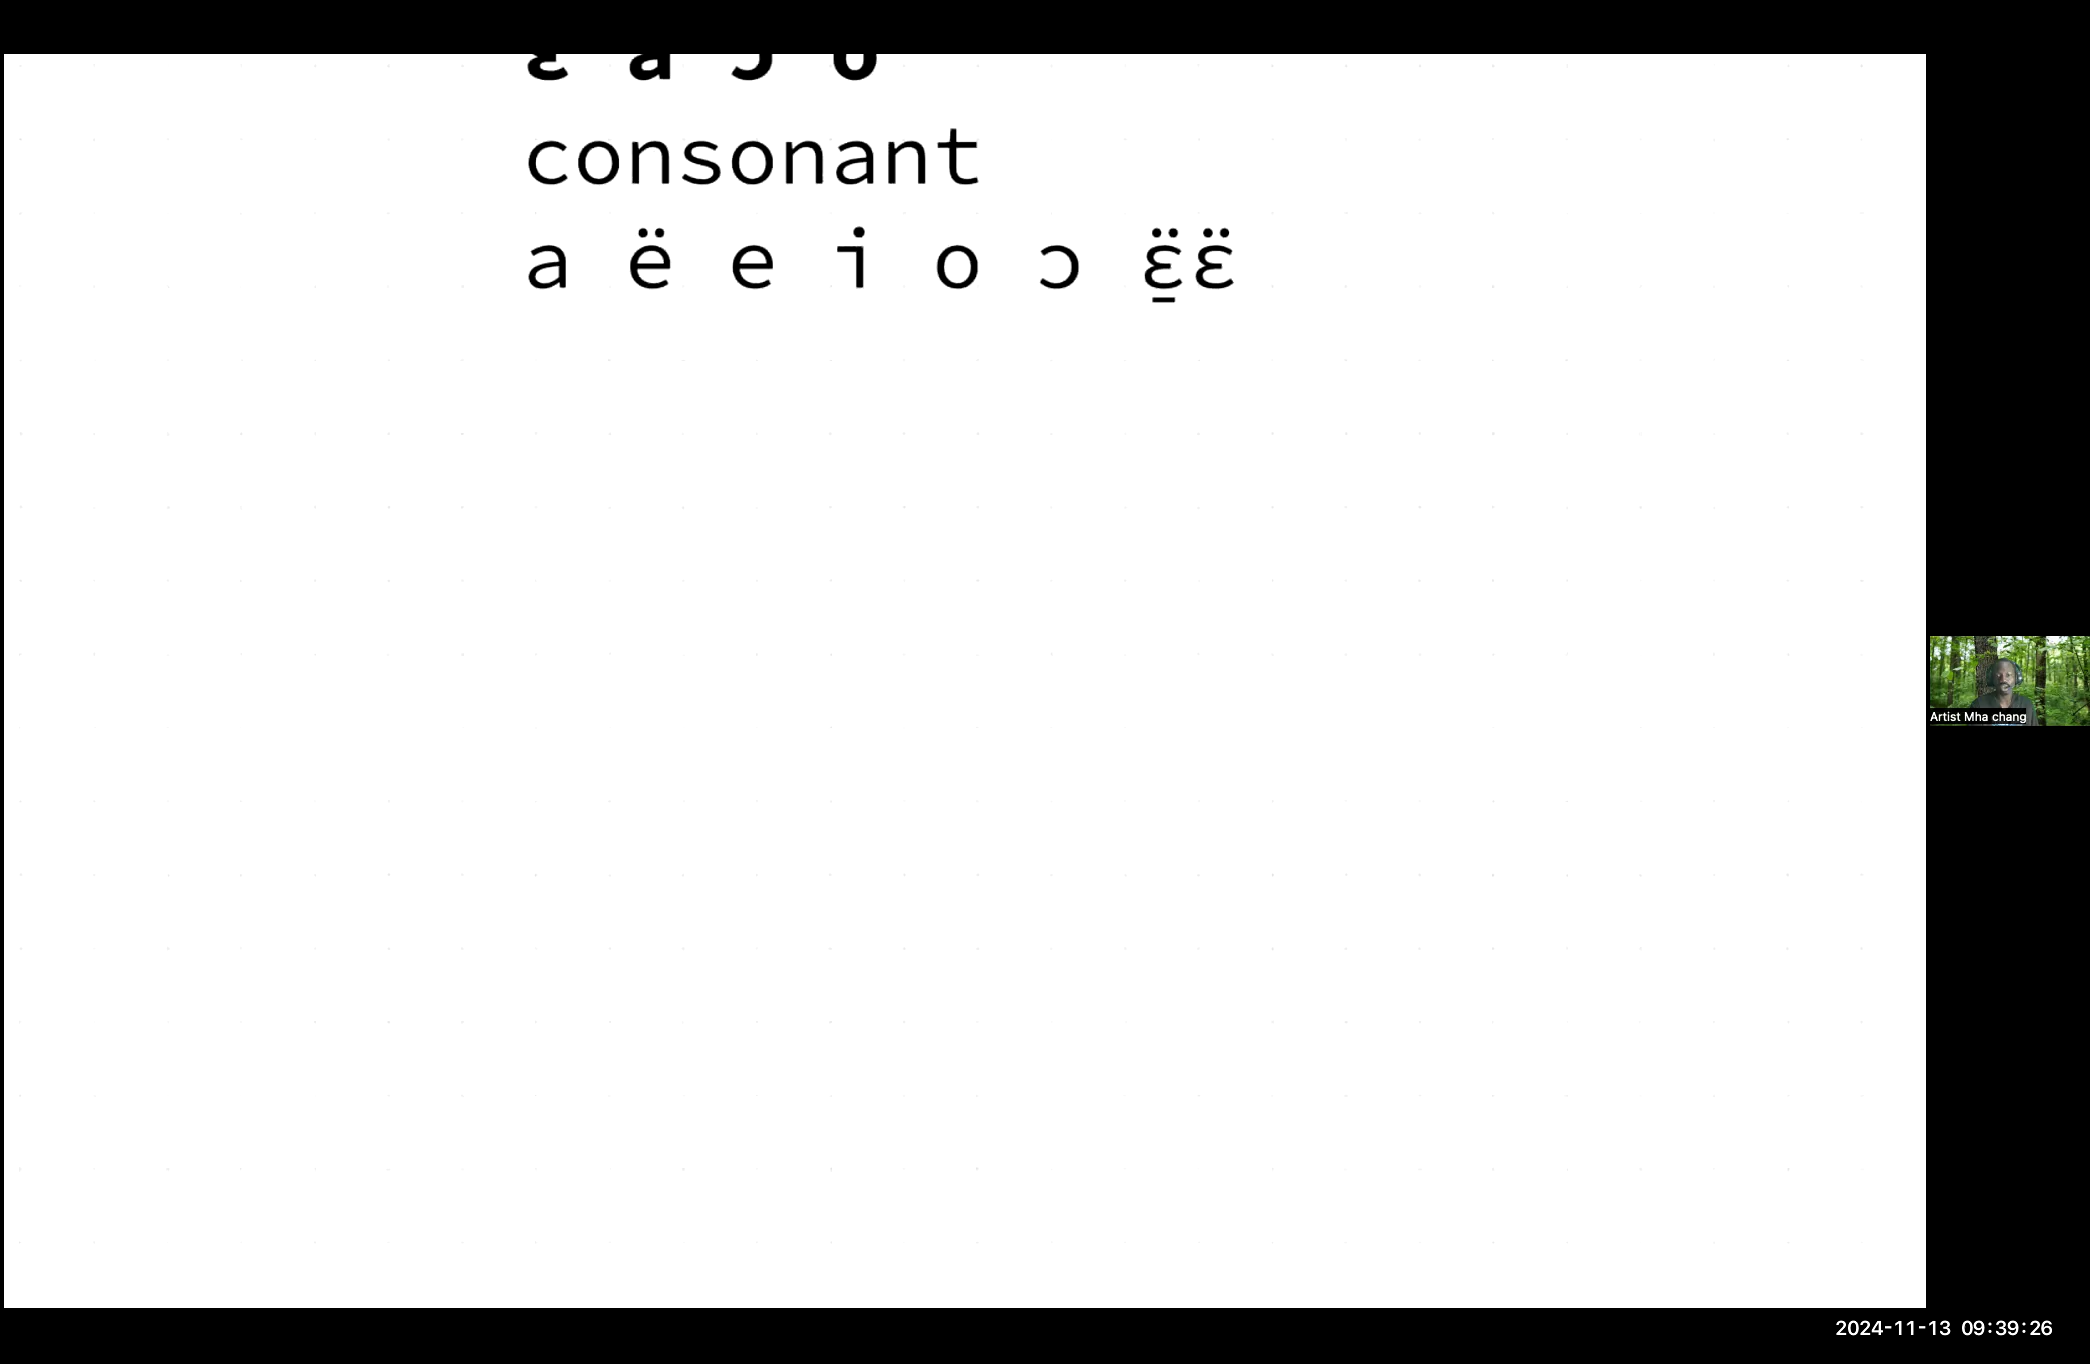 consonant
a ë e i o ɔ ɛ̱̈ɛ̈
Artist Mha chang
2024-11-13 09:39:26